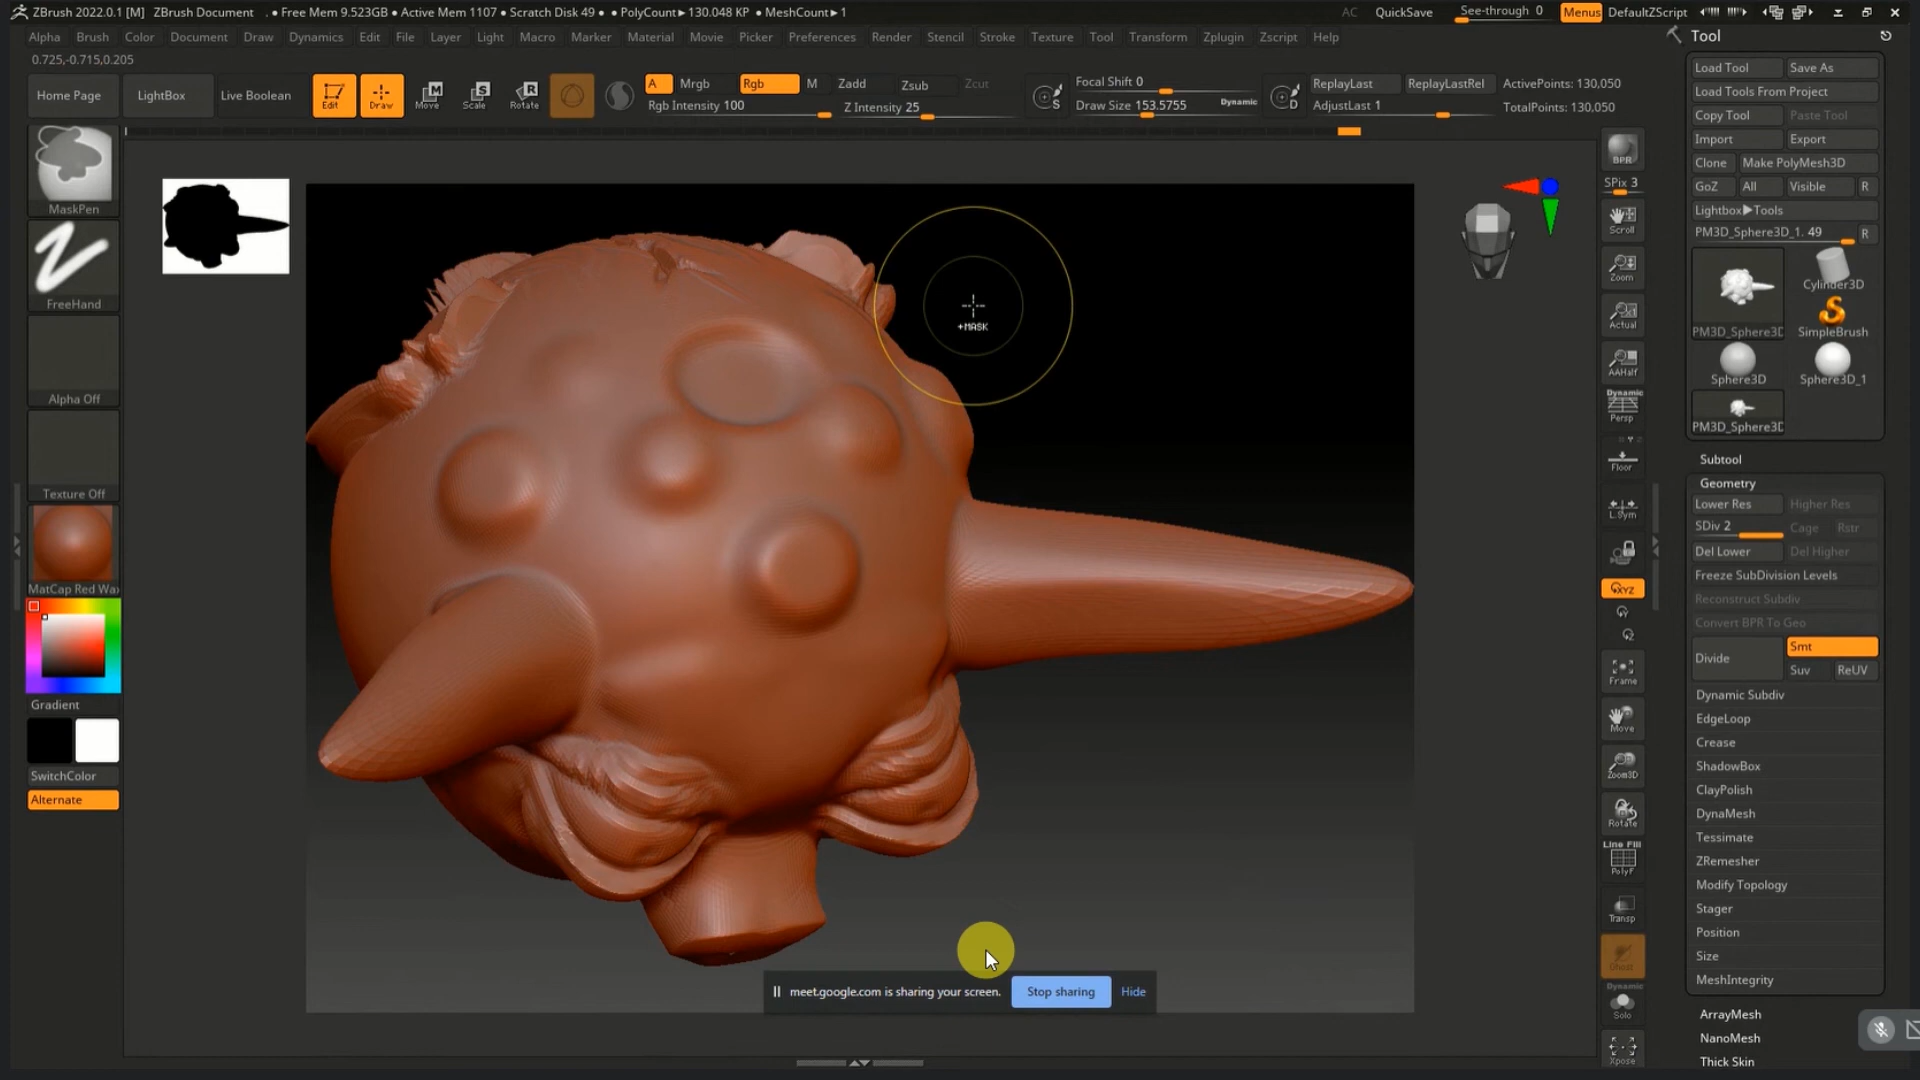 ZBrush 2022.0.1 [M] ZBrush Document . ● Free Mem 9.523GB ● Active Mem 1107 ● Scratch Disk 49 ● ● PolyCount► 130.048 KP ● MeshCount► 1 AC QuickSave See-through 0 Menus DefaultZScript
Alpha Brush Color Document Draw Dynamics Edit File Layer Light Macro Marker Material Movie Picker Preferences Render Stencil Stroke Texture Tool Transform Zplugin Zscript Help
Tool
0.725,-0.715,0.205
Home Page LightBox Live Boolean Edit Draw Move Scale Rotate
A Mrgb Rgb M Zadd Zsub Zcut
Rgb Intensity 100 Z Intensity 25
Focal Shift 0
Draw Size 153.5755 Dynamic
ReplayLast ReplayLastRel ActivePoints: 130,050
AdjustLast 1 TotalPoints: 130,050
S
D
MaskPen
FreeHand
Alpha Off
Texture Off
MatCap Red Wax
Gradient
SwitchColor
Alternate
+MASK
meet.google.com is sharing your screen. Stop sharing Hide
BPR
SPix 3
Scroll
Zoom
Actual
AAHalf
Dynamic
Persp
Floor
L.Sym
XYZ
Y
Z
Frame
Move
Zoom3D
Rotate
Line Fill
PolyF
Transp
Ghost
Dynamic
Solo
Xpose
Load Tool Save As
Load Tools From Project
Copy Tool Paste Tool
Import Export
Clone Make PolyMesh3D
GoZ All Visible R
Lightbox►Tools
PM3D_Sphere3D_1. 49 R
Cylinder3D
PM3D_Sphere3D SimpleBrush
Sphere3D Sphere3D_1
PM3D_Sphere3D
Subtool
Geometry
Lower Res Higher Res
SDiv 2 Cage Rstr
Del Lower Del Higher
Freeze SubDivision Levels
Reconstruct Subdiv
Convert BPR To Geo
Divide Smt
Suv ReUV
Dynamic Subdiv
EdgeLoop
Crease
ShadowBox
ClayPolish
DynaMesh
Tessimate
ZRemesher
Modify Topology
Stager
Position
Size
MeshIntegrity
ArrayMesh
NanoMesh
Thick Skin